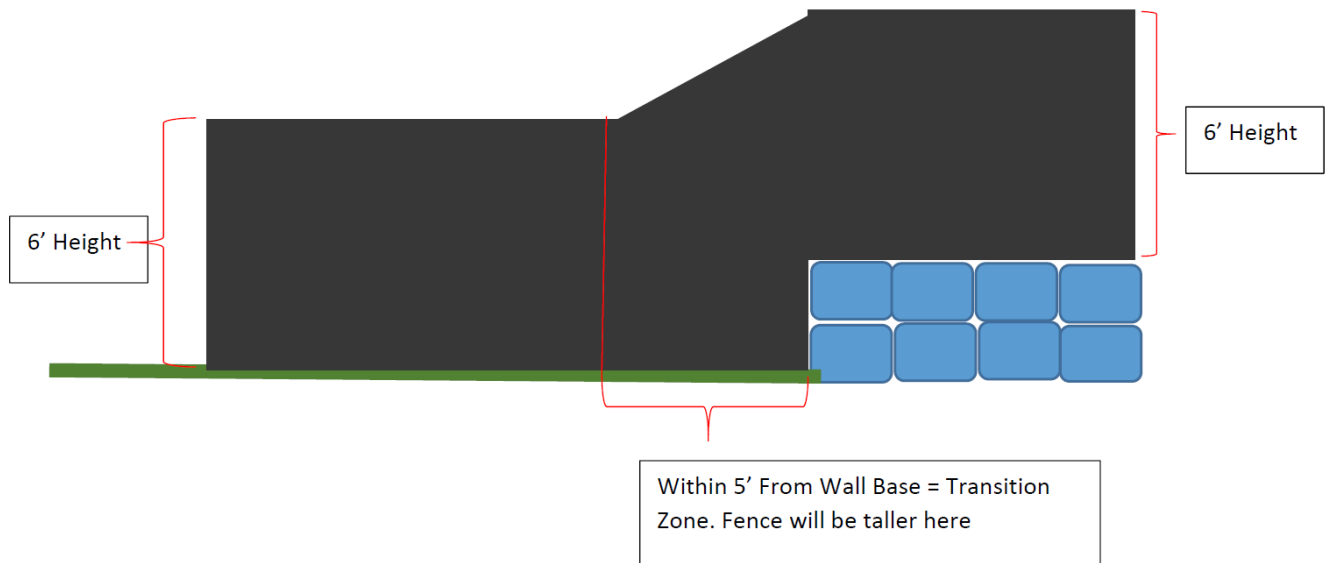 6’ Height
6’ Height
Within 5’ From Wall Base = Transition
Zone. Fence will be taller here